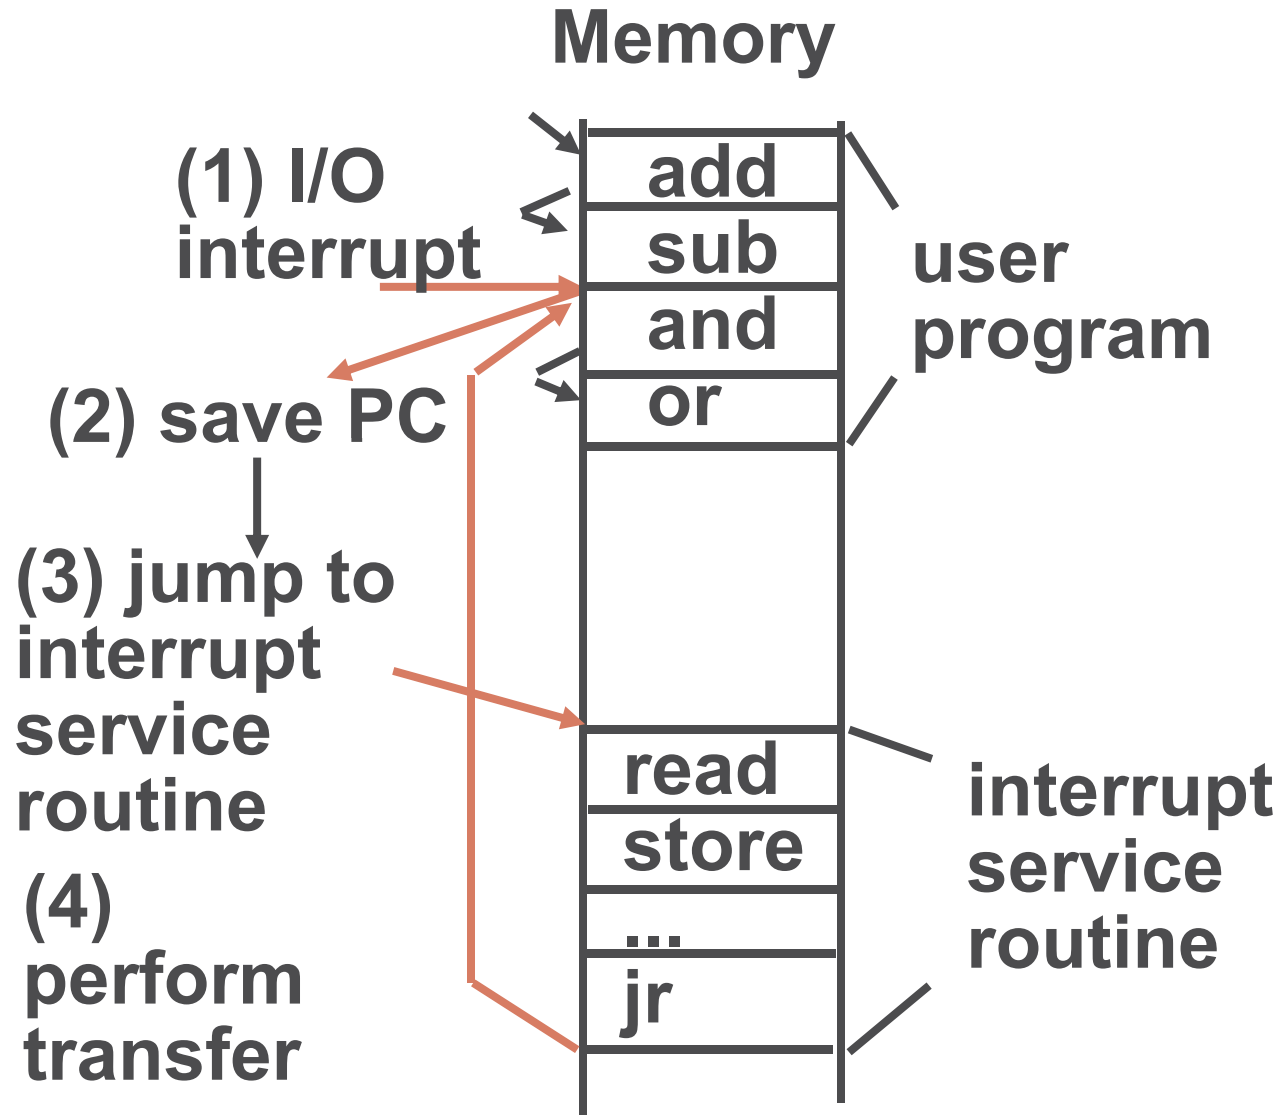 Memory
(1) I/O
interrupt
add
sub
and
or
user
program
(2) save PC
(3) jump to
interrupt
service
routine
read
store
...
jr
interrupt
service
routine
(4)
perform
transfer